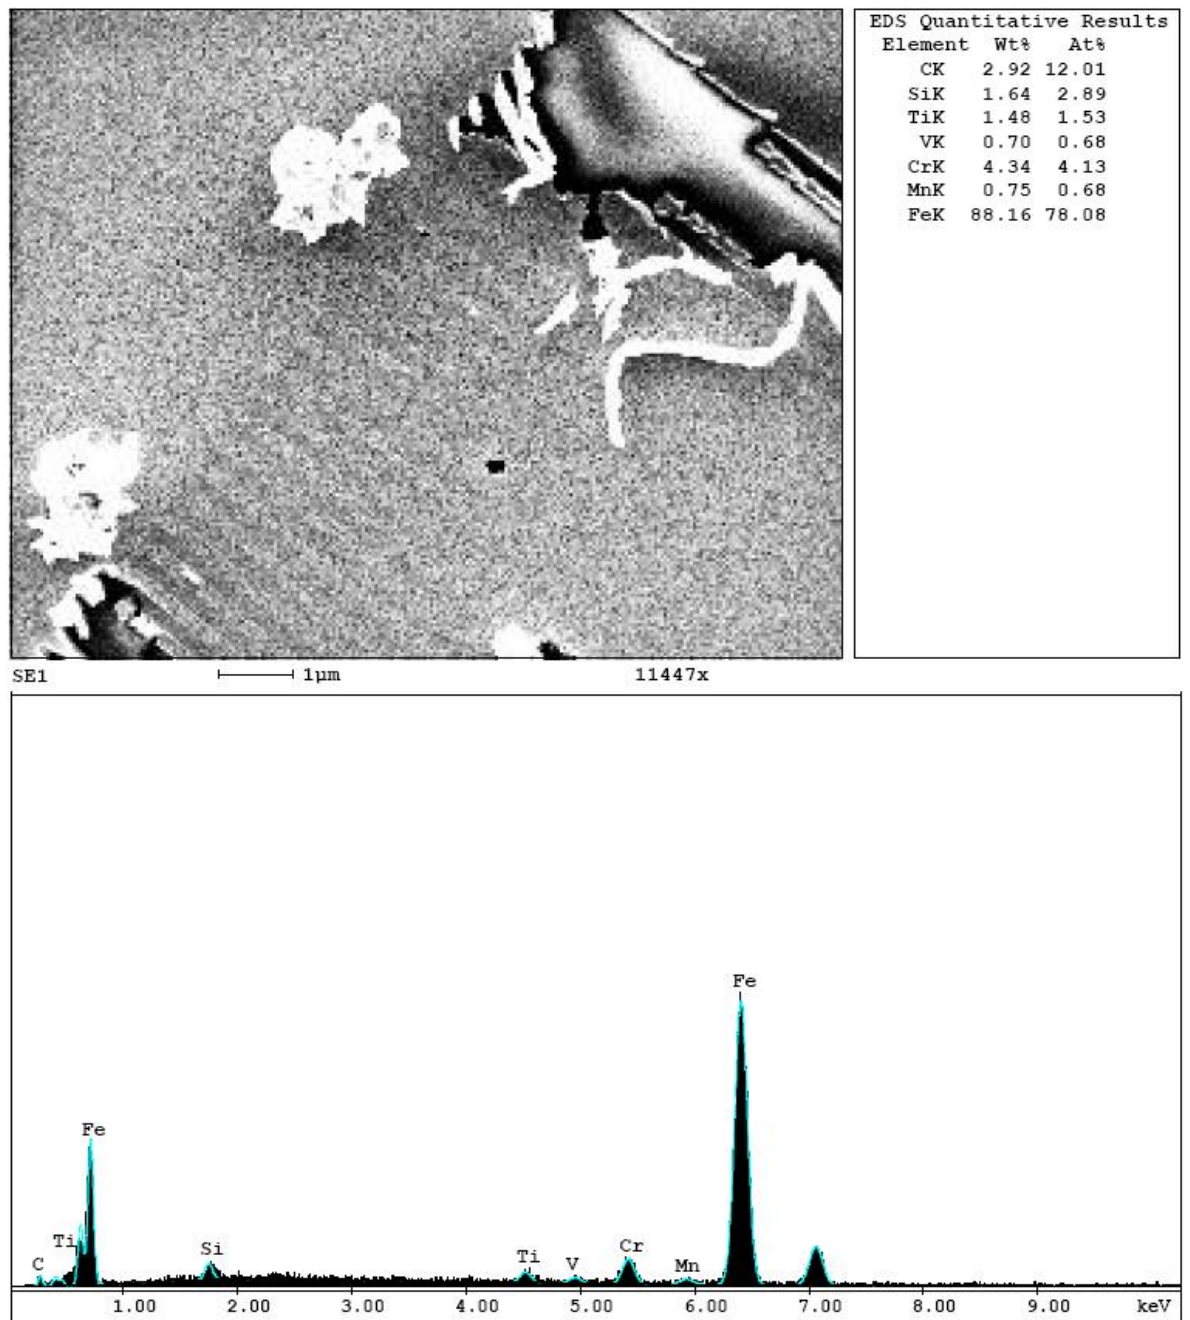 EDS Quantitative Results
Element Wt% At%
CK 2.92 12.01
SiK 1.64 2.89
TiK 1.48 1.53
VK 0.70 0.68
CrK 4.34 4.13
MnK 0.75 0.68
FeK 88.16 78.08
SE1 1µm 11447x
Fe
Fe
Ti
C
Si
Ti
V
Cr
Mn
1.00 2.00 3.00 4.00 5.00 6.00 7.00 8.00 9.00 keV